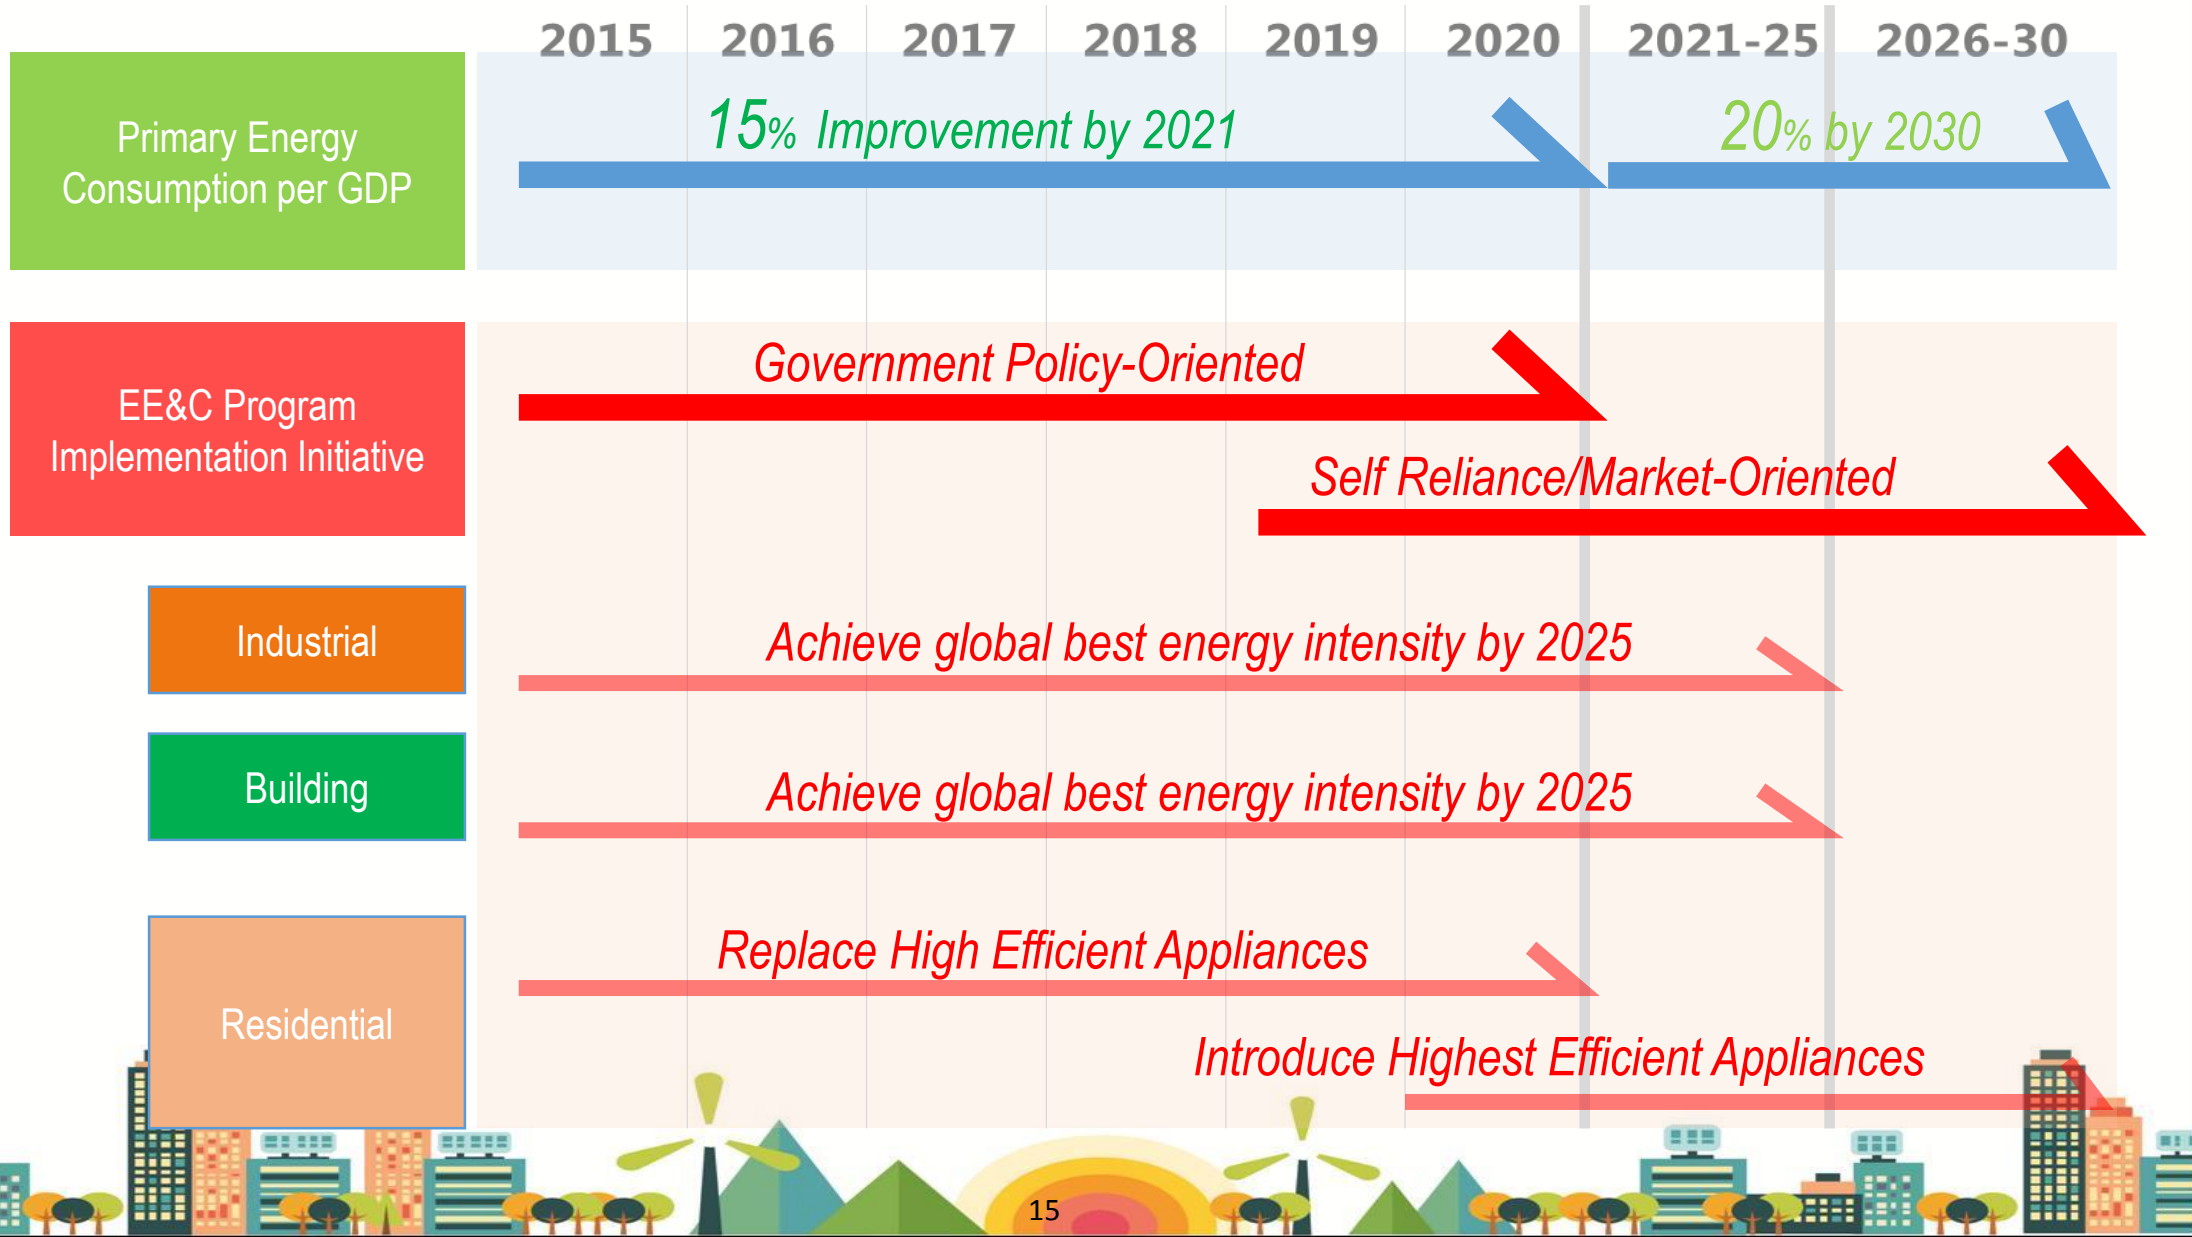 2015 2016 2017 2018 2019 2020 2021-25 2026-30
Primary Energy
Consumption per GDP
15% Improvement by 2021
20% by 2030
EE&C Program
Implementation Initiative
Government Policy-Oriented
Self Reliance/Market-Oriented
Industrial
Achieve global best energy intensity by 2025
Building
Achieve global best energy intensity by 2025
Residential
Replace High Efficient Appliances
Introduce Highest Efficient Appliances
15